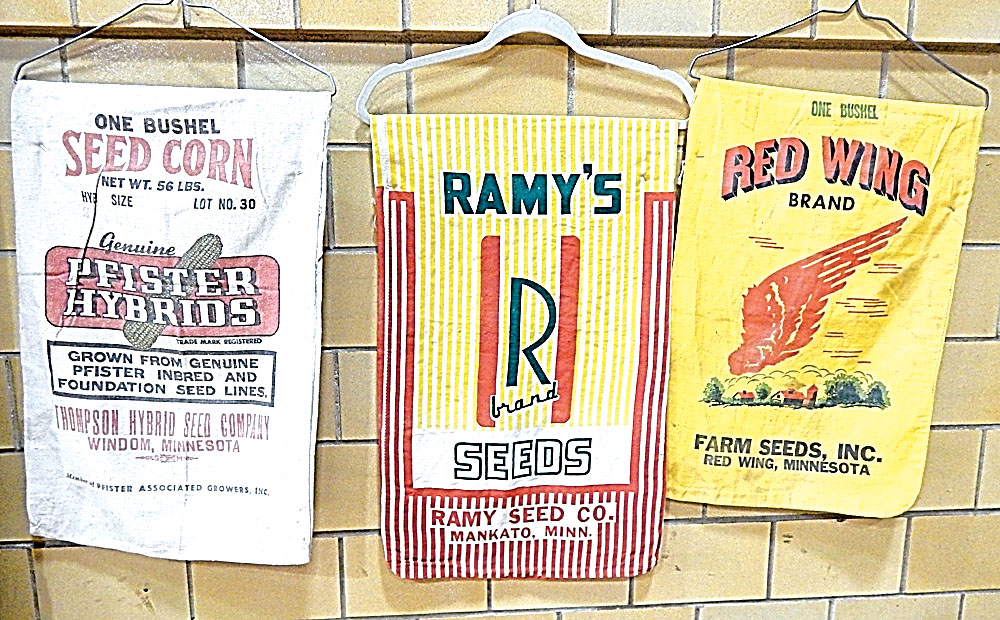 ONE BUSHEL
SEED CORN
NET WT. 56 LBS.
SIZE LOT NO. 30
Genuine
PFISTER
HYBRIDS
TRADE MARK REGISTERED
GROWN FROM GENUINE
PFISTER INBRED AND
FOUNDATION SEED LINES.
THOMPSON HYBRID SEED COMPANY
WINDOM, MINNESOTA
Member of PFISTER ASSOCIATED GROWERS, INC.
RAMY'S
R
brand
SEEDS
RAMY SEED CO.
MANKATO, MINN.
ONE BUSHEL
RED WING
BRAND
FARM SEEDS, INC.
RED WING, MINNESOTA